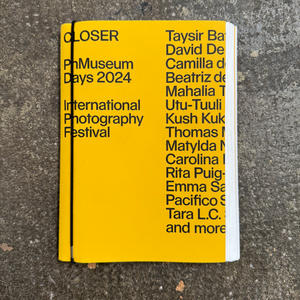 CLOSER
PhMuseum
Days 2024
International
Photography
Festival
Taysir Ba
David De
Camilla d
Beatriz de
Mahalia T
Utu-Tuuli
Kush Kuk
Thomas M
Matylda N
Carolina
Rita Puig-
Emma Sa
Pacifico S
Tara L.C.
and more